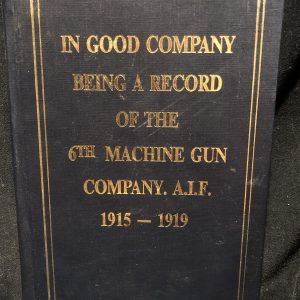 IN GOOD COMPANY
BEING A RECORD
OF THE
6TH MACHINE GUN
COMPANY. A.I.F.
1915 — 1919